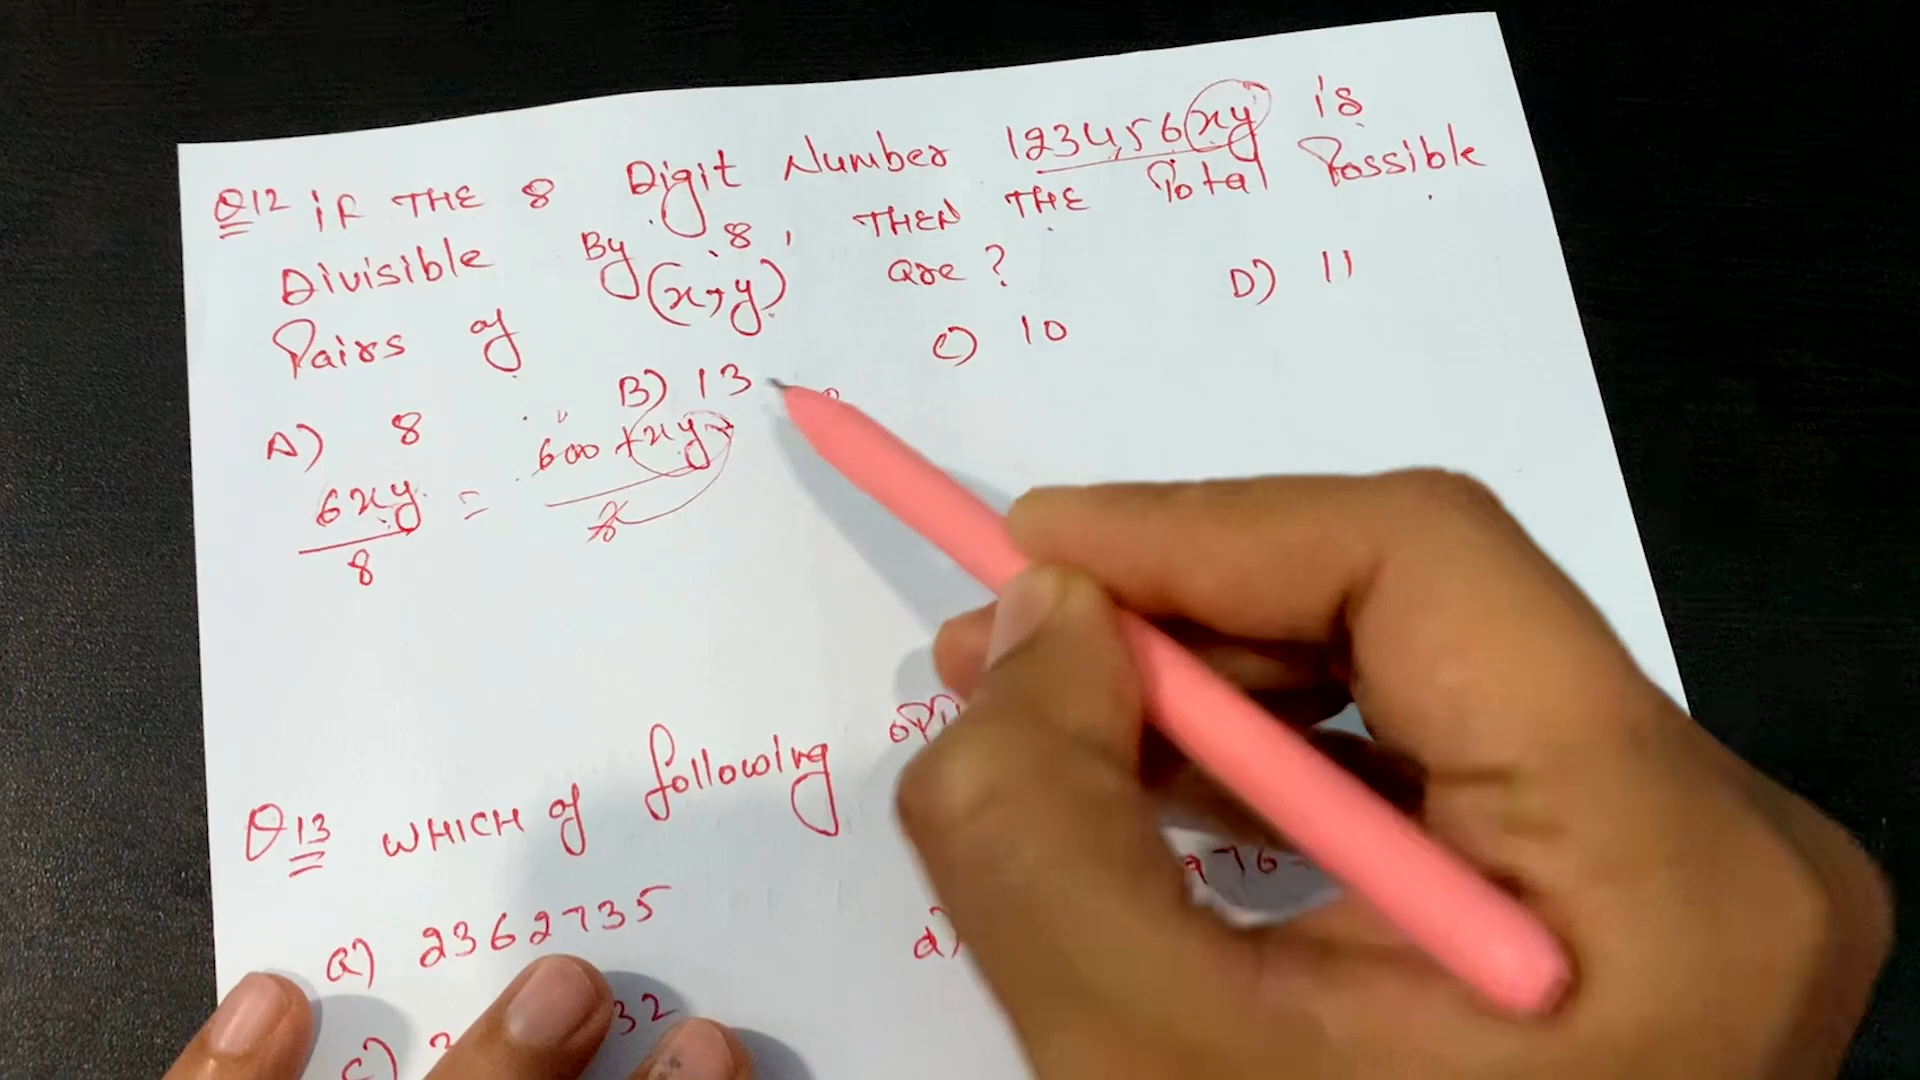 Q12 iF THE 8 Digit Number 123456xy is
Divisible By 8, THEN THE Total Possible
Pairs of (x,y) are ?
A) 8 B) 13 C) 10 D) 11
6xy/8 = 600+xy/8
Q13 WHICH of following
a) 2362735
d)
c) 32